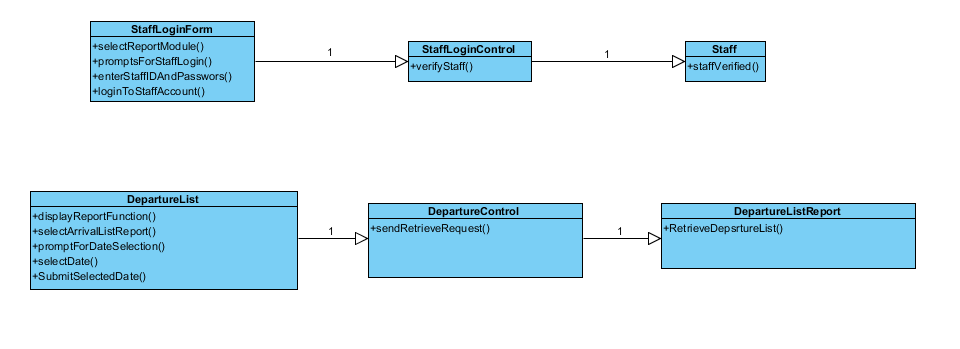 StaffLoginForm
+selectReportModule()
+promptsForStaffLogin()
+enterStaffIDAndPasswors()
+loginToStaffAccount()
1
StaffLoginControl
+verifyStaff()
1
Staff
+staffVerified()
DepartureList
+displayReportFunction()
+selectArrivalListReport()
+promptForDateSelection()
+selectDate()
+SubmitSelectedDate()
1
DepartureControl
+sendRetrieveRequest()
1
DepartureListReport
+RetrieveDepsrtureList()